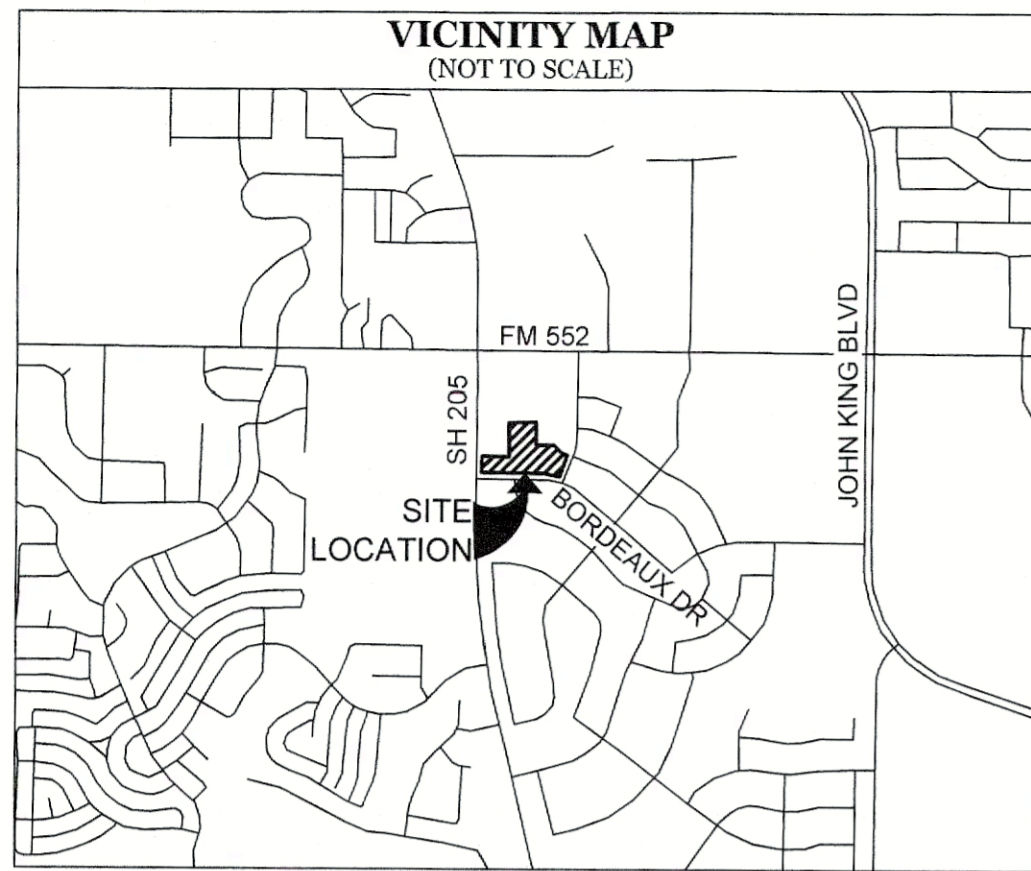 VICINITY MAP
(NOT TO SCALE)
FM 552
SH 205
JOHN KING BLVD
SITE
LOCATION
BORDEAUX DR